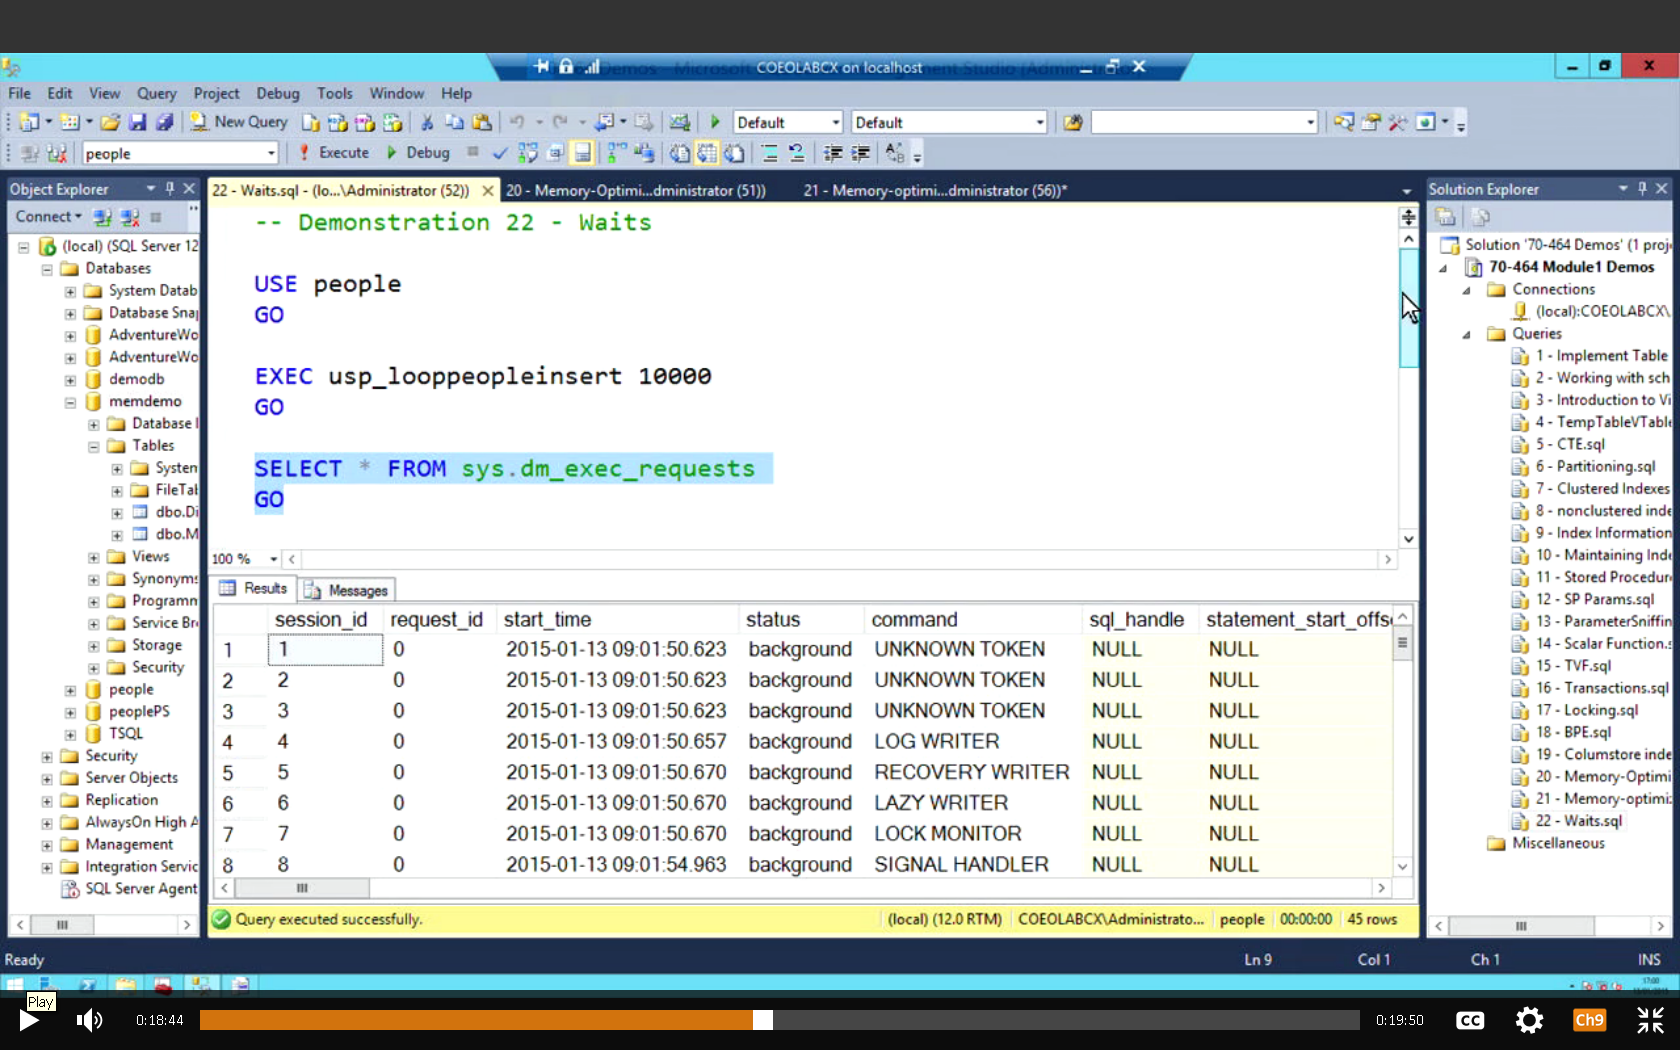 COEOLABCX on localhost
File Edit View Query Project Debug Tools Window Help
New Query Default Default
people Execute Debug
Object Explorer
Connect
(local) (SQL Server 12
Databases
System Datab
Database Snap
AdventureWo
AdventureWo
demodb
memdemo
Database
Tables
System
FileTab
dbo.Di
dbo.M
Views
Synonyms
Programm
Service Br
Storage
Security
people
peoplePS
TSQL
Security
Server Objects
Replication
AlwaysOn High A
Management
Integration Servic
SQL Server Agent
22 - Waits.sql - (lo...\Administrator (52)) 20 - Memory-Optimi...dministrator (51)) 21 - Memory-optimi...dministrator (56))*
-- Demonstration 22 - Waits
USE people
GO
EXEC usp_looppeopleinsert 10000
GO
SELECT * FROM sys.dm_exec_requests
GO
100 %
Results Messages
session_id request_id start_time status command sql_handle statement_start_offse
1 1 0 2015-01-13 09:01:50.623 background UNKNOWN TOKEN NULL NULL
2 2 0 2015-01-13 09:01:50.623 background UNKNOWN TOKEN NULL NULL
3 3 0 2015-01-13 09:01:50.623 background UNKNOWN TOKEN NULL NULL
4 4 0 2015-01-13 09:01:50.657 background LOG WRITER NULL NULL
5 5 0 2015-01-13 09:01:50.670 background RECOVERY WRITER NULL NULL
6 6 0 2015-01-13 09:01:50.670 background LAZY WRITER NULL NULL
7 7 0 2015-01-13 09:01:50.670 background LOCK MONITOR NULL NULL
8 8 0 2015-01-13 09:01:54.963 background SIGNAL HANDLER NULL NULL
Query executed successfully. (local) (12.0 RTM) COEOLABCX\Administrato... people 00:00:00 45 rows
Solution Explorer
Solution '70-464 Demos' (1 proj
70-464 Module1 Demos
Connections
(local):COEOLABCX\
Queries
1 - Implement Table
2 - Working with sch
3 - Introduction to Vi
4 - TempTableVTable
5 - CTE.sql
6 - Partitioning.sql
7 - Clustered Indexes
8 - nonclustered inde
9 - Index Information
10 - Maintaining Inde
11 - Stored Procedur
12 - SP Params.sql
13 - ParameterSniffin
14 - Scalar Function.s
15 - TVF.sql
16 - Transactions.sql
17 - Locking.sql
18 - BPE.sql
19 - Columstore inde
20 - Memory-Optimi
21 - Memory-optimiz
22 - Waits.sql
Miscellaneous
Ready Ln 9 Col 1 Ch 1 INS
Play
0:18:44 0:19:50 CC Ch9